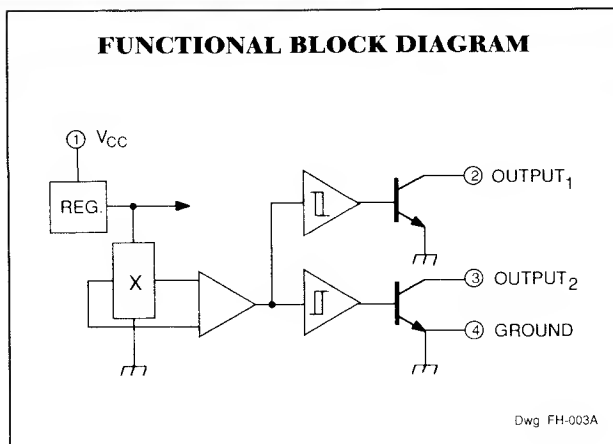 FUNCTIONAL BLOCK DIAGRAM
① VCC
REG.
X
② OUTPUT1
③ OUTPUT2
④ GROUND
Dwg FH-003A